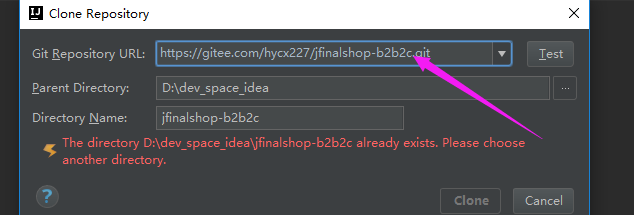 IJ Clone Repository
Git Repository URL: https://gitee.com/hycx227/jfinalshop-b2b2c.git Test
Parent Directory: D:\dev_space_idea ...
Directory Name: jfinalshop-b2b2c
The directory D:\dev_space_idea\jfinalshop-b2b2c already exists. Please choose
another directory.
? Clone Cancel